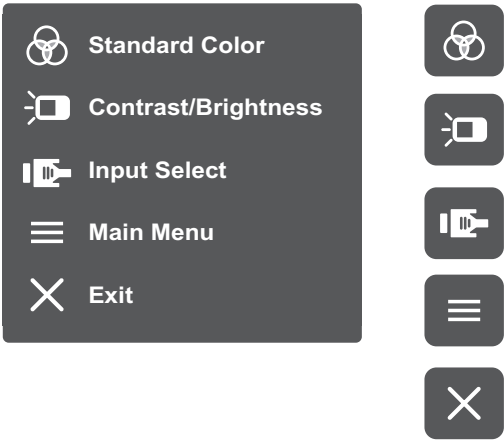 Standard Color
Contrast/Brightness
Input Select
Main Menu
Exit